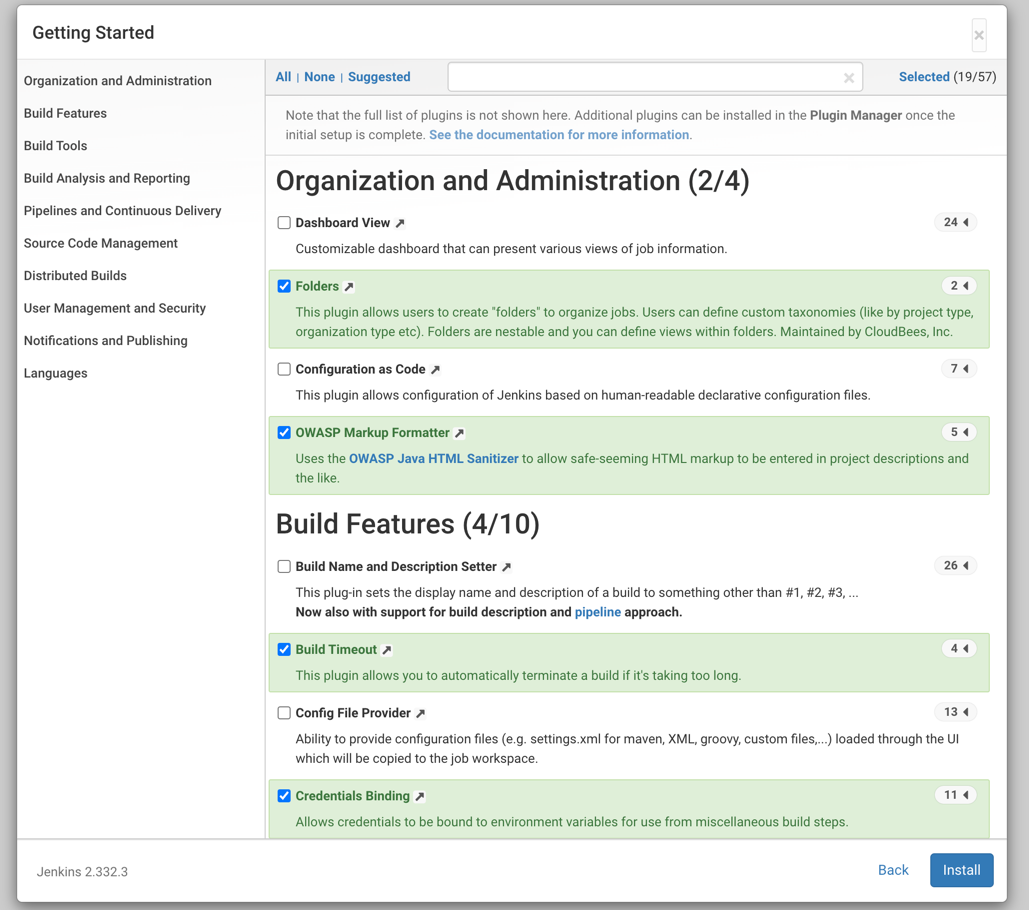 Getting Started
×
Organization and Administration
Build Features
Build Tools
Build Analysis and Reporting
Pipelines and Continuous Delivery
Source Code Management
Distributed Builds
User Management and Security
Notifications and Publishing
Languages
All | None | Suggested
×
Selected (19/57)
Note that the full list of plugins is not shown here. Additional plugins can be installed in the Plugin Manager once the
initial setup is complete. See the documentation for more information.
Organization and Administration (2/4)
Dashboard View 24
Customizable dashboard that can present various views of job information.
Folders 2
This plugin allows users to create "folders" to organize jobs. Users can define custom taxonomies (like by project type,
organization type etc). Folders are nestable and you can define views within folders. Maintained by CloudBees, Inc.
Configuration as Code 7
This plugin allows configuration of Jenkins based on human-readable declarative configuration files.
OWASP Markup Formatter 5
Uses the OWASP Java HTML Sanitizer to allow safe-seeming HTML markup to be entered in project descriptions and
the like.
Build Features (4/10)
Build Name and Description Setter 26
This plug-in sets the display name and description of a build to something other than #1, #2, #3, ...
Now also with support for build description and pipeline approach.
Build Timeout 4
This plugin allows you to automatically terminate a build if it's taking too long.
Config File Provider 13
Ability to provide configuration files (e.g. settings.xml for maven, XML, groovy, custom files,...) loaded through the UI
which will be copied to the job workspace.
Credentials Binding 11
Allows credentials to be bound to environment variables for use from miscellaneous build steps.
Jenkins 2.332.3
Back
Install